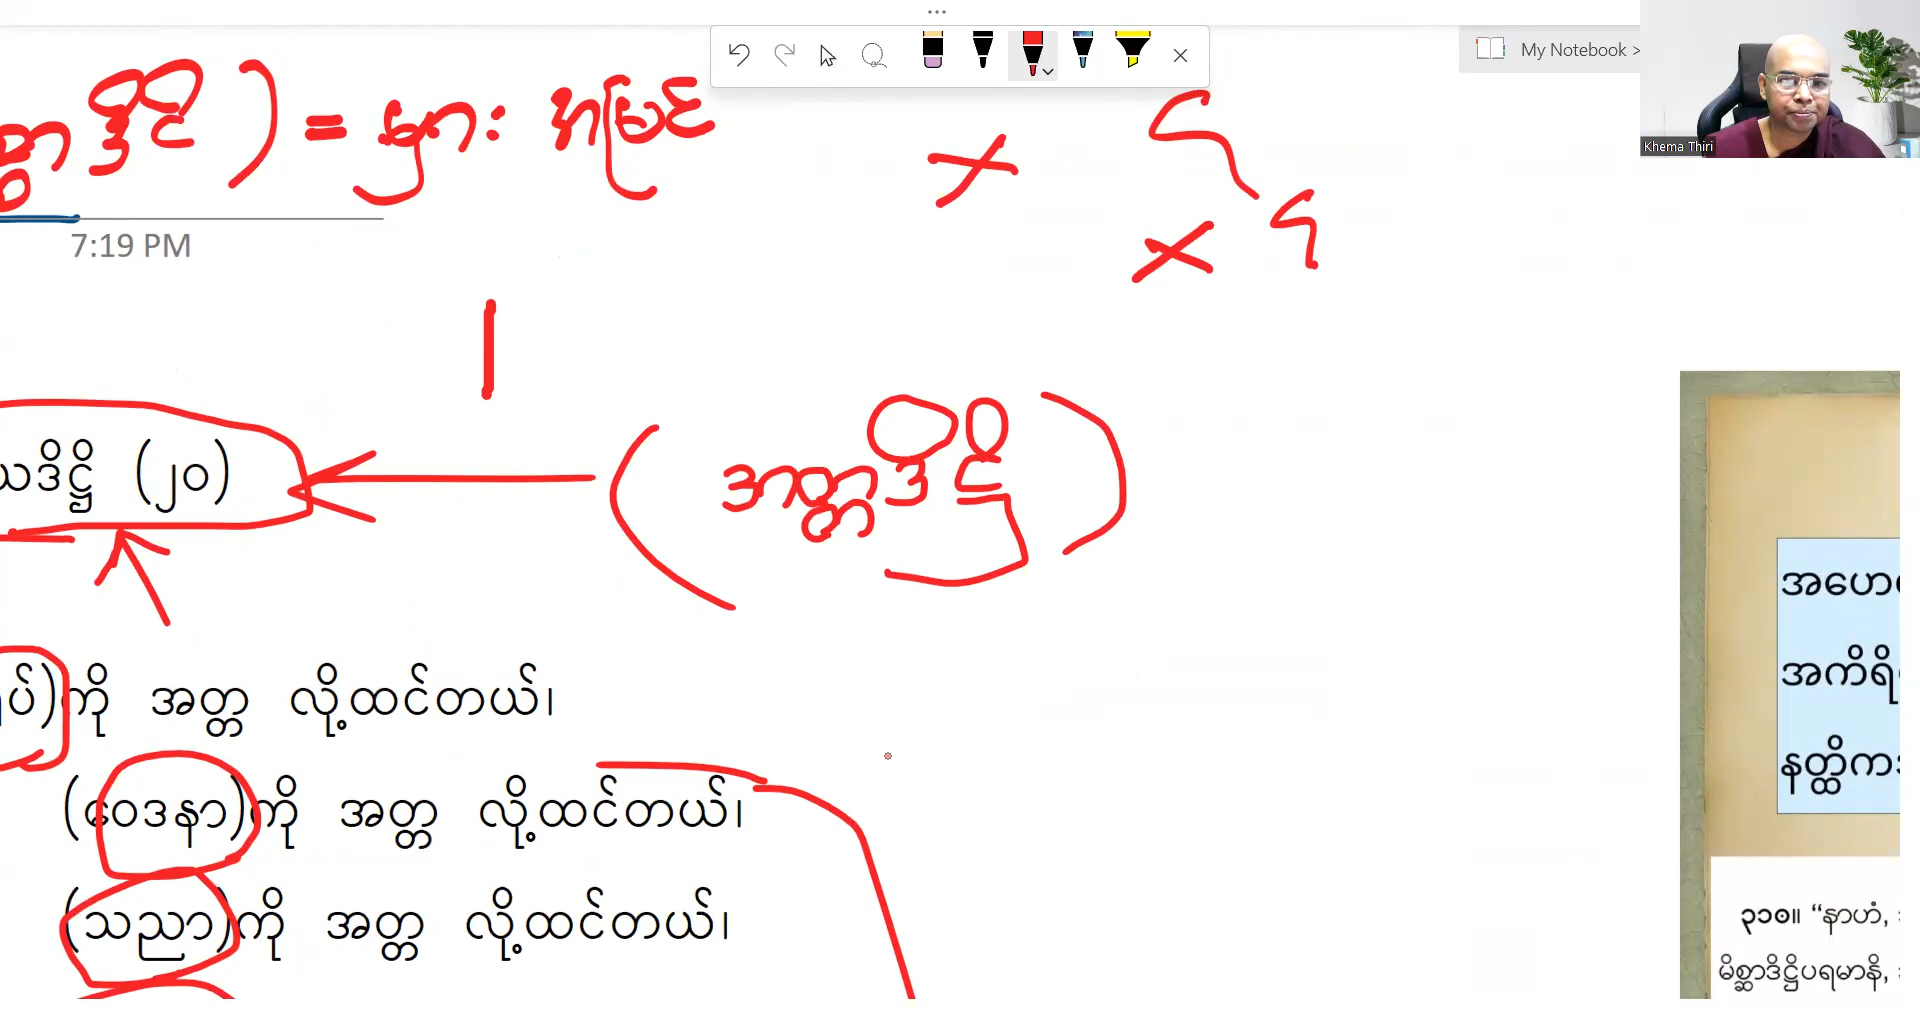 My Notebook >
Khema Thiri
= မှား အမြင်
7:19 PM
ယဒိဋ္ဌိ (၂၀)
(အတ္တဒိဋ္ဌိ)
ပ်)ကို အတ္တ လို့ထင်တယ်၊
(ဝေဒနာ)ကို အတ္တ လို့ထင်တယ်၊
(သညာ)ကို အတ္တ လို့ထင်တယ်၊
အဟေ
အကိရိ
နတ္ထိက
၃၁၀။ “နာဟံ,
မိစ္ဆာဒိဋ္ဌိပရမာနိ,